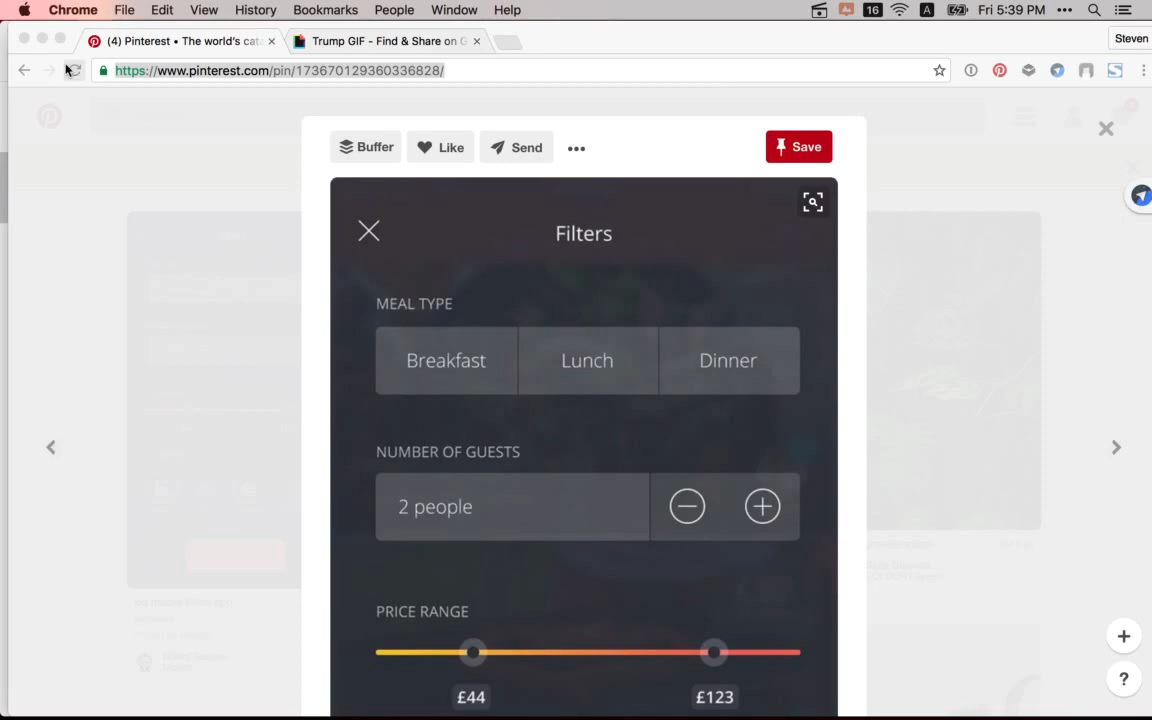 Chrome File Edit View History Bookmarks People Window Help 16 A Fri 5:39 PM
(4) Pinterest • The world's cata Trump GIF - Find & Share on G Steven
https://www.pinterest.com/pin/173670129360336828/
Buffer Like Send Save
Filters
MEAL TYPE
Breakfast Lunch Dinner
NUMBER OF GUESTS
2 people
PRICE RANGE
£44 £123
?